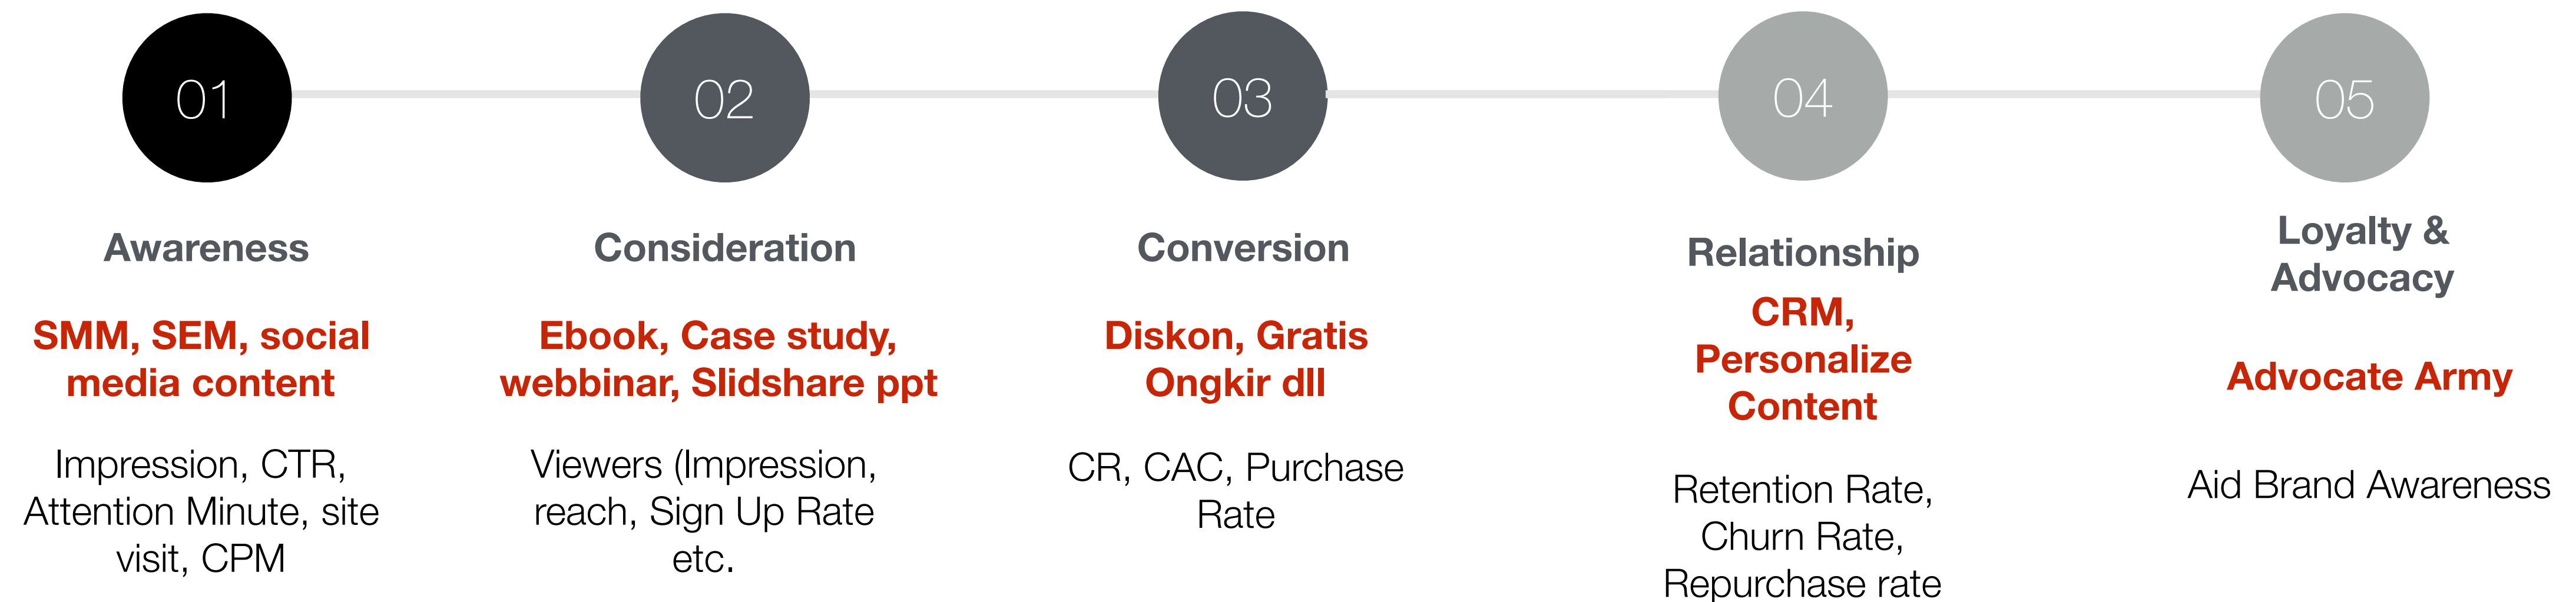 01
02
03
04
05
Awareness
SMM, SEM, social
media content
Impression, CTR,
Attention Minute, site
visit, CPM
Consideration
Ebook, Case study,
webbinar, Slidshare ppt
Viewers (Impression,
reach, Sign Up Rate
etc.
Conversion
Diskon, Gratis
Ongkir dll
CR, CAC, Purchase
Rate
Relationship
CRM,
Personalize
Content
Retention Rate,
Churn Rate,
Repurchase rate
Loyalty &
Advocacy
Advocate Army
Aid Brand Awareness